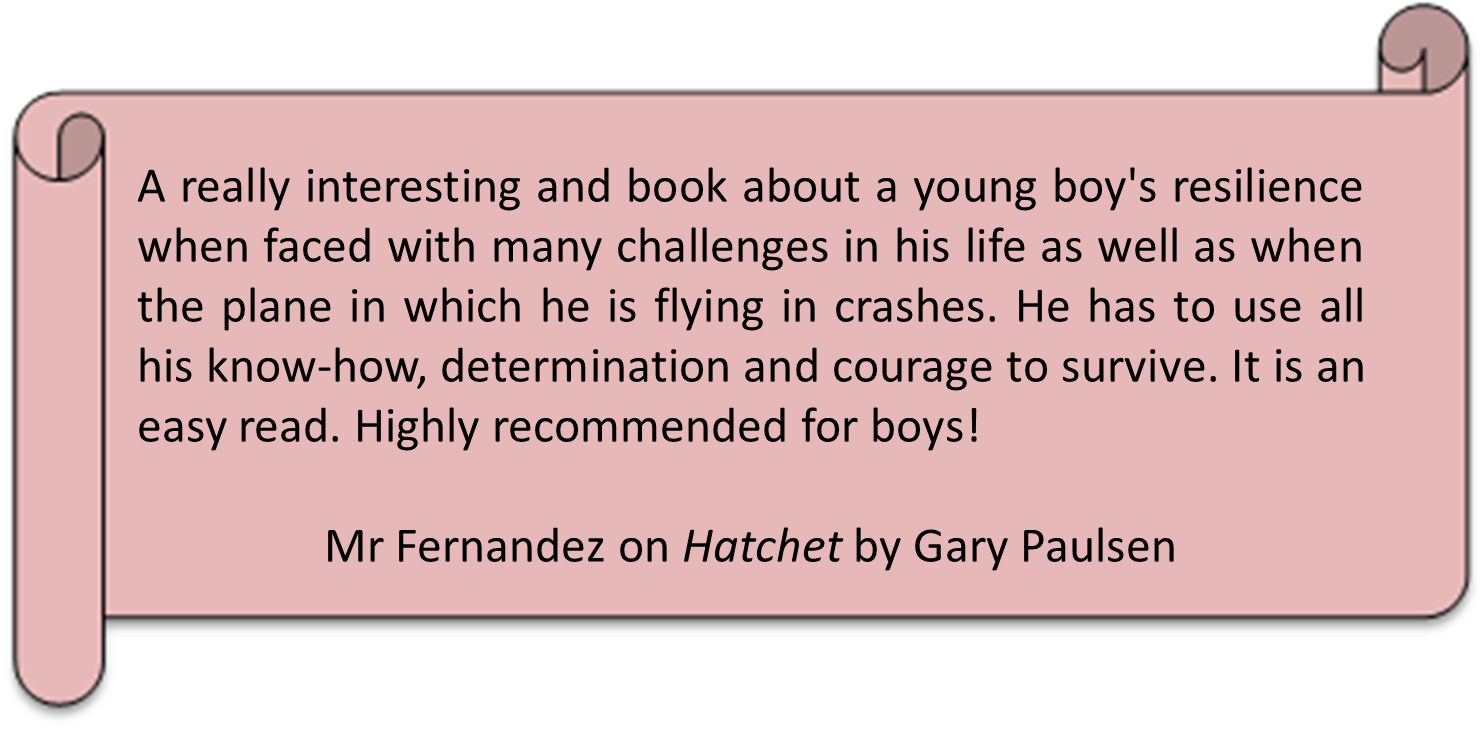 A really interesting and book about a young boy's resilience
when faced with many challenges in his life as well as when
the plane in which he is flying in crashes. He has to use all
his know-how, determination and courage to survive. It is an
easy read. Highly recommended for boys!
Mr Fernandez on Hatchet by Gary Paulsen